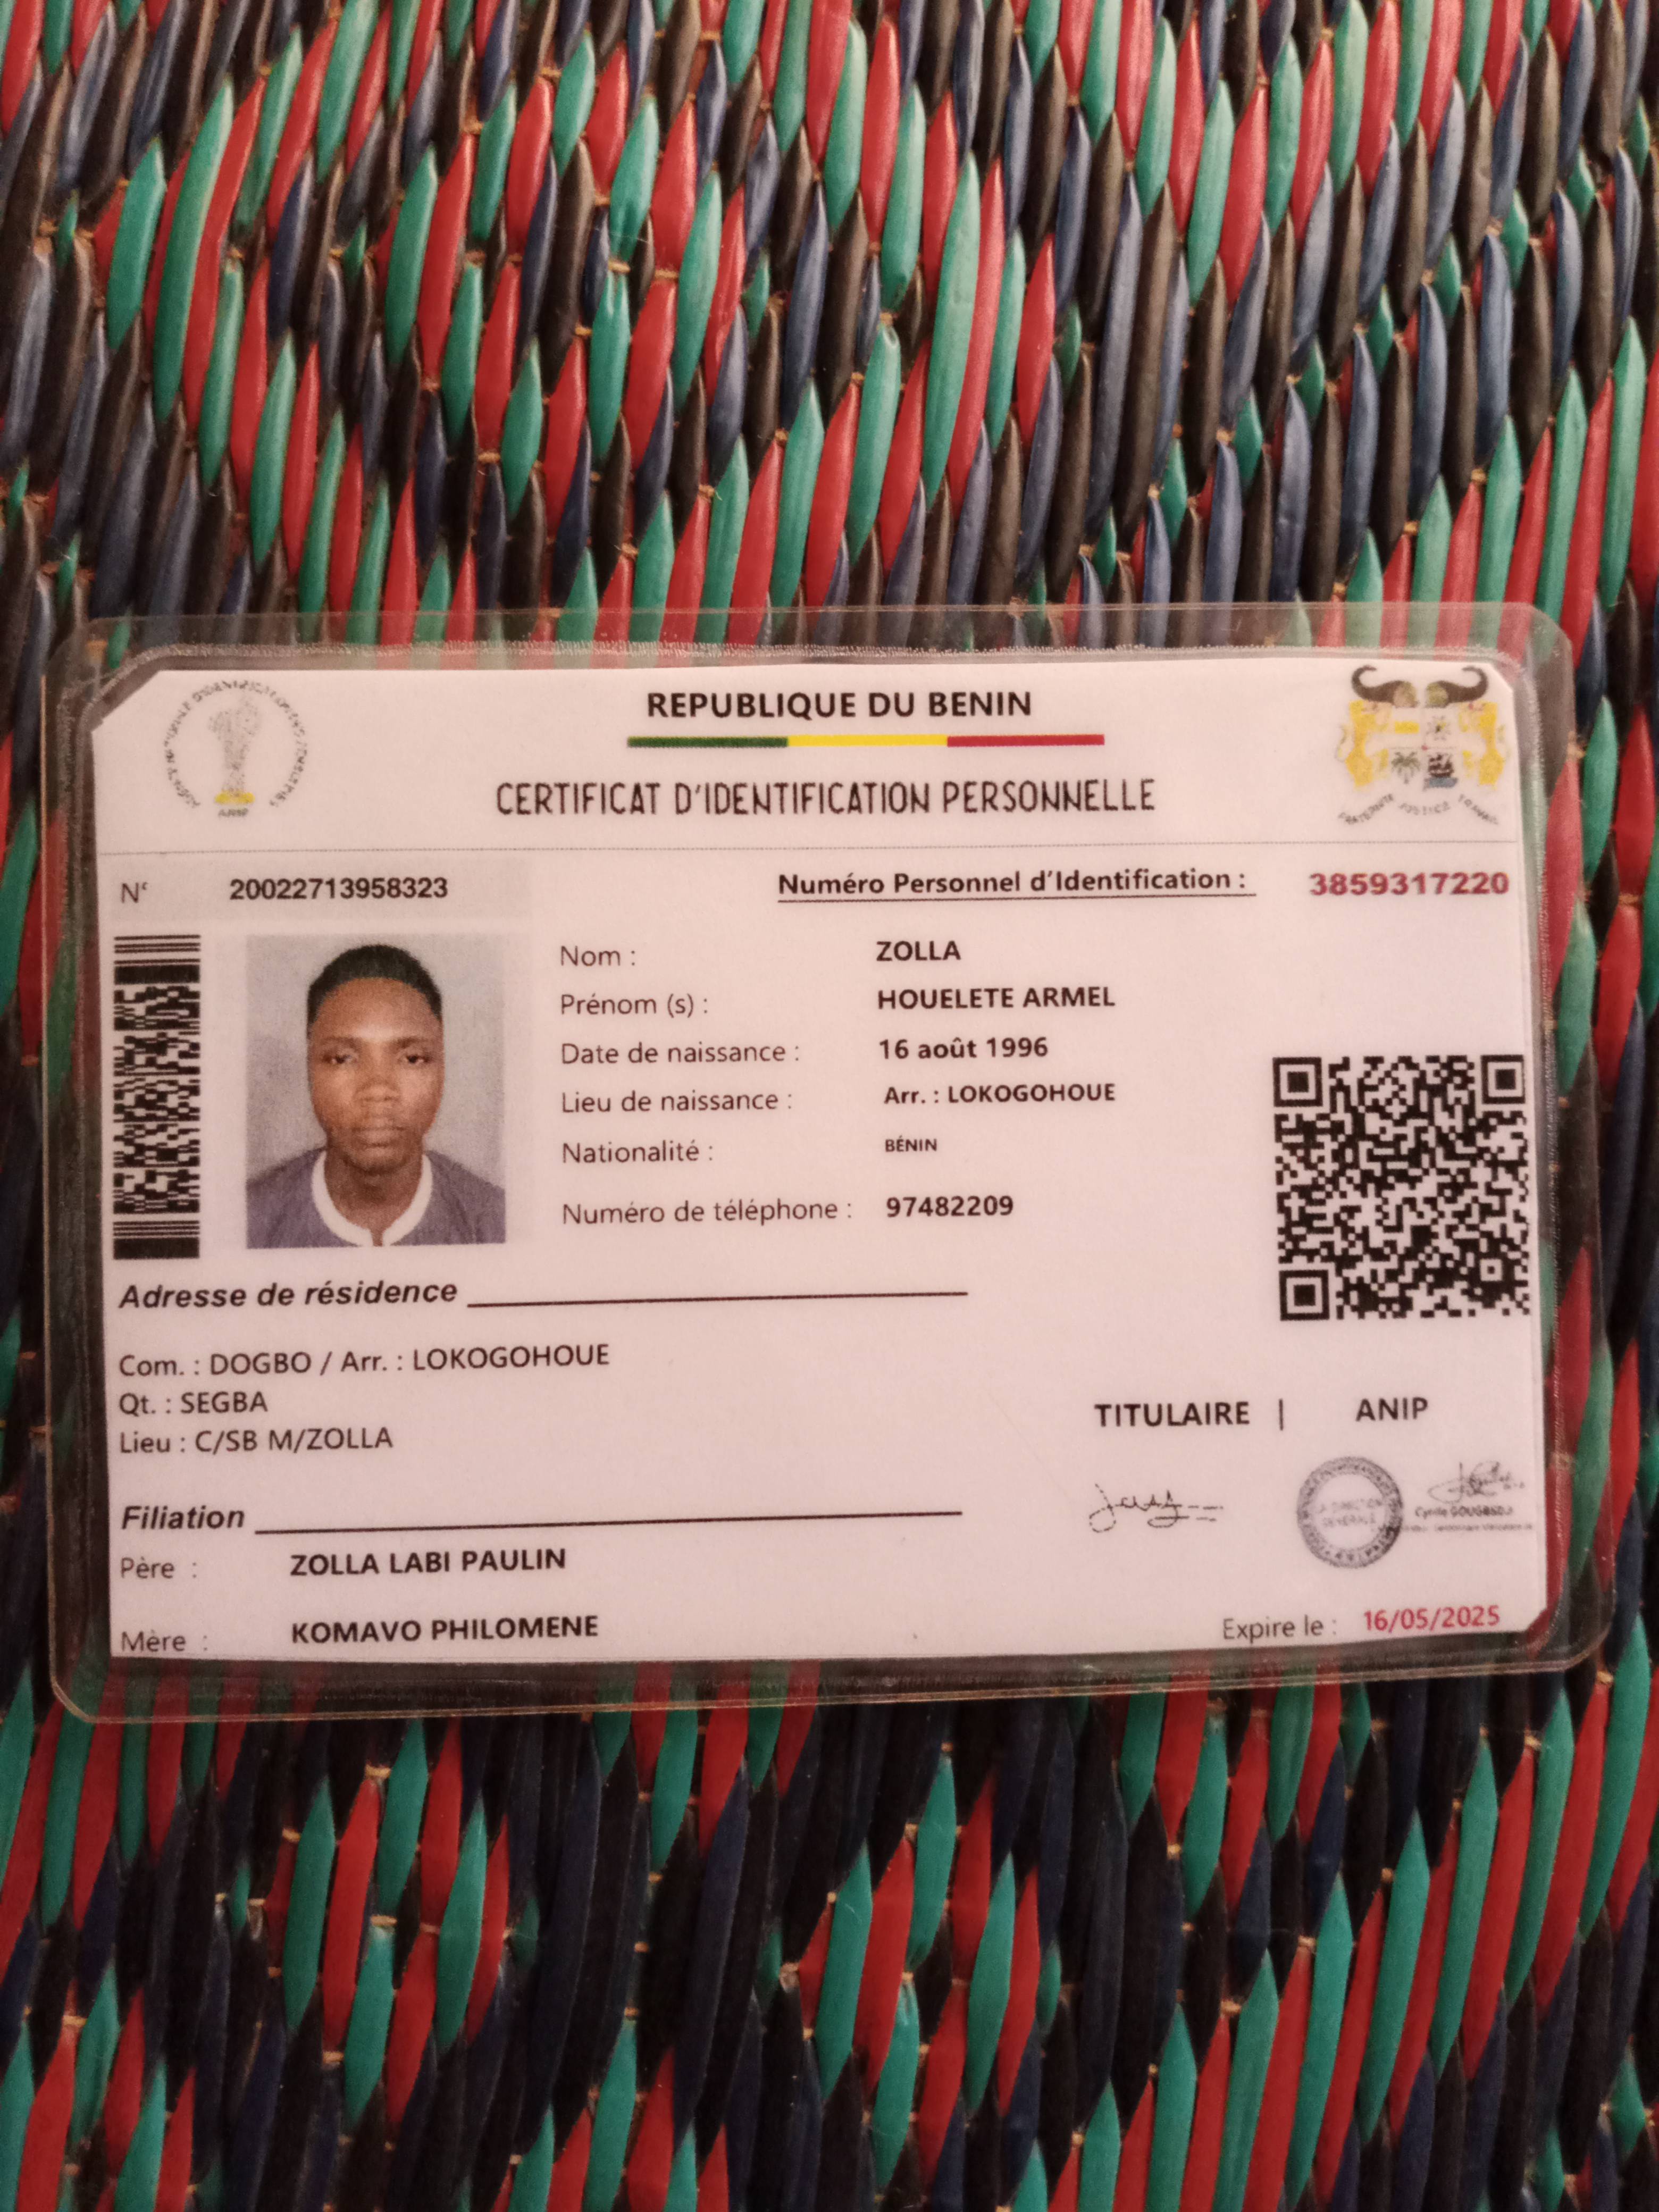 REPUBLIQUE DU BENIN
CERTIFICAT D'IDENTIFICATION PERSONNELLE
ANIP
FRATERNITE JUSTICE TRAVAIL
N° 20022713958323
Numéro Personnel d'Identification : 3859317220
Nom : ZOLLA
Prénom (s) : HOUELETE ARMEL
Date de naissance : 16 août 1996
Lieu de naissance : Arr. : LOKOGOHOUE
Nationalité : BÉNIN
Numéro de téléphone : 97482209
Adresse de résidence
Com. : DOGBO / Arr. : LOKOGOHOUE
Qt. : SEGBA
Lieu : C/SB M/ZOLLA
TITULAIRE | ANIP
LA DIRECTION
GENERALE
Filiation
Père : ZOLLA LABI PAULIN
Mère : KOMAVO PHILOMENE
Expire le : 16/05/2025